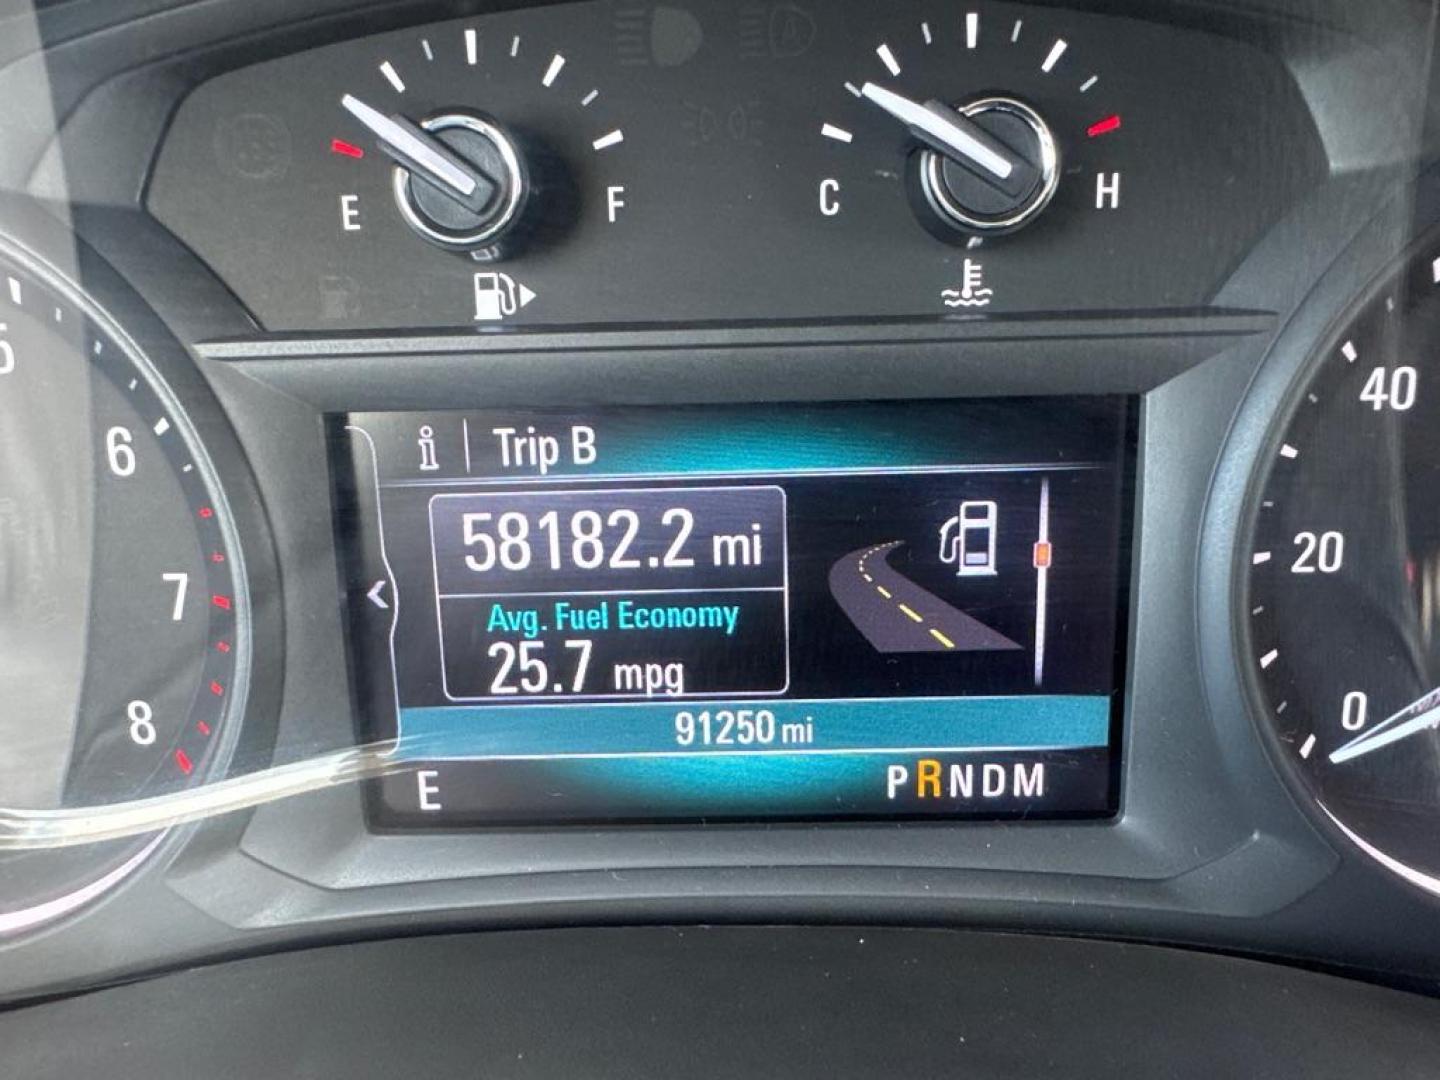 E F
C H
5
6
7
8
i Trip B
58182.2 mi
Avg. Fuel Economy
25.7 mpg
91250 mi
E PRNDM
40
20
0